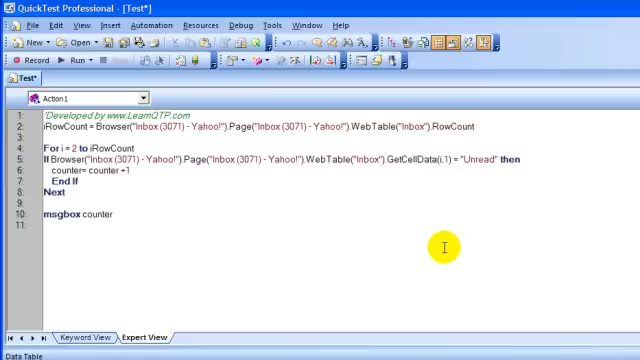 QuickTest Professional - [Test*]
File Edit View Insert Automation Resources Debug Tools Window Help
New
Record Run
Test*
Action1
1: 'Developed by www.LearnQTP.com
2: iRowCount = Browser("Inbox (3071) - Yahoo!").Page("Inbox (3071) - Yahoo!").WebTable("Inbox").RowCount
3:
4: For i = 2 to iRowCount
5: If Browser("Inbox (3071) - Yahoo!").Page("Inbox (3071) - Yahoo!").WebTable("Inbox").GetCellData(i,1) = "Unread" then
6: counter= counter +1
7: End If
8: Next
9:
10: msgbox counter
11:
Keyword View Expert View
Data Table